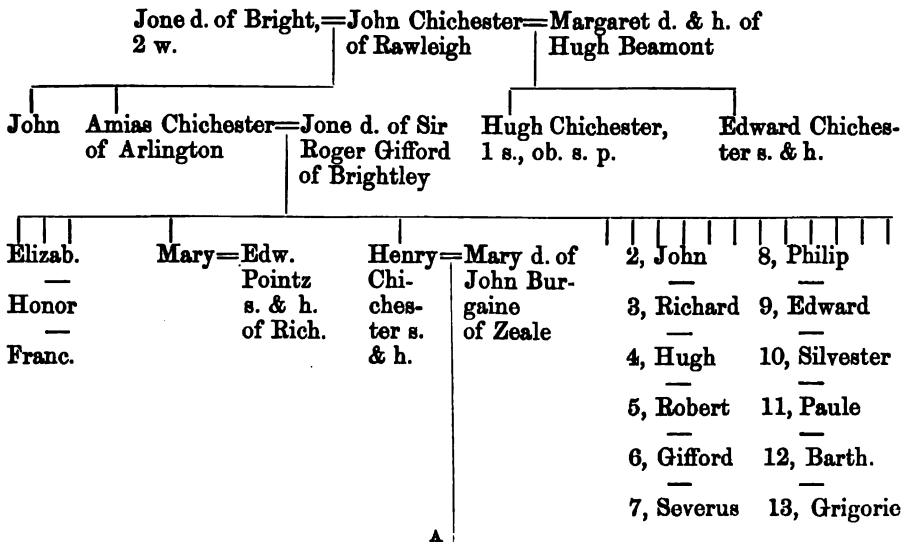 Jone d. of Bright,=John Chichester=Margaret d. & h. of
2 w. of Rawleigh Hugh Beamont
John Amias Chichester=Jone d. of Sir Hugh Chichester, Edward Chiches-
of Arlington Roger Gifford 1 s., ob. s. p. ter s. & h.
of Brightley
Elizab. Mary=Edw. Henry=Mary d. of 2, John 8, Philip
Pointz Chi- John Bur-
Honor s. & h. ches- gaine 3, Richard 9, Edward
of Rich. ter s. of Zeale
Franc. & h. 4, Hugh 10, Silvester
5, Robert 11, Paule
6, Gifford 12, Barth.
7, Severus 13, Grigorie
A